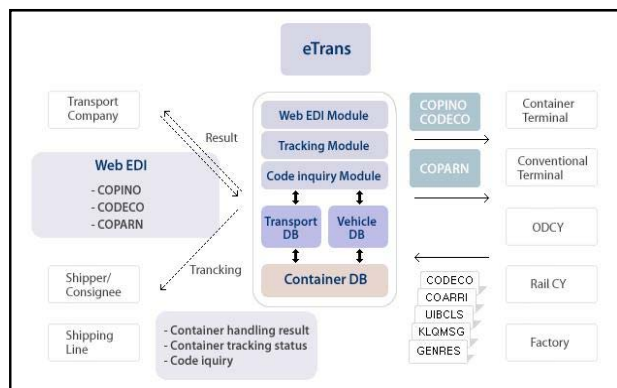 eTrans
Transport
Company
Result
Web EDI
- COPINO
- CODECO
- COPARN
Trancking
Shipper/
Consignee
Shipping
Line
- Container handling result
- Container tracking status
- Code iquiry
Web EDI Module
Tracking Module
Code inquiry Module
Transport
DB
Vehicle
DB
Container DB
COPINO
CODECO
COPARN
CODECO
COARRI
UIBCLS
KLQMSG
GENRES
Container
Terminal
Conventional
Terminal
ODCY
Rail CY
Factory